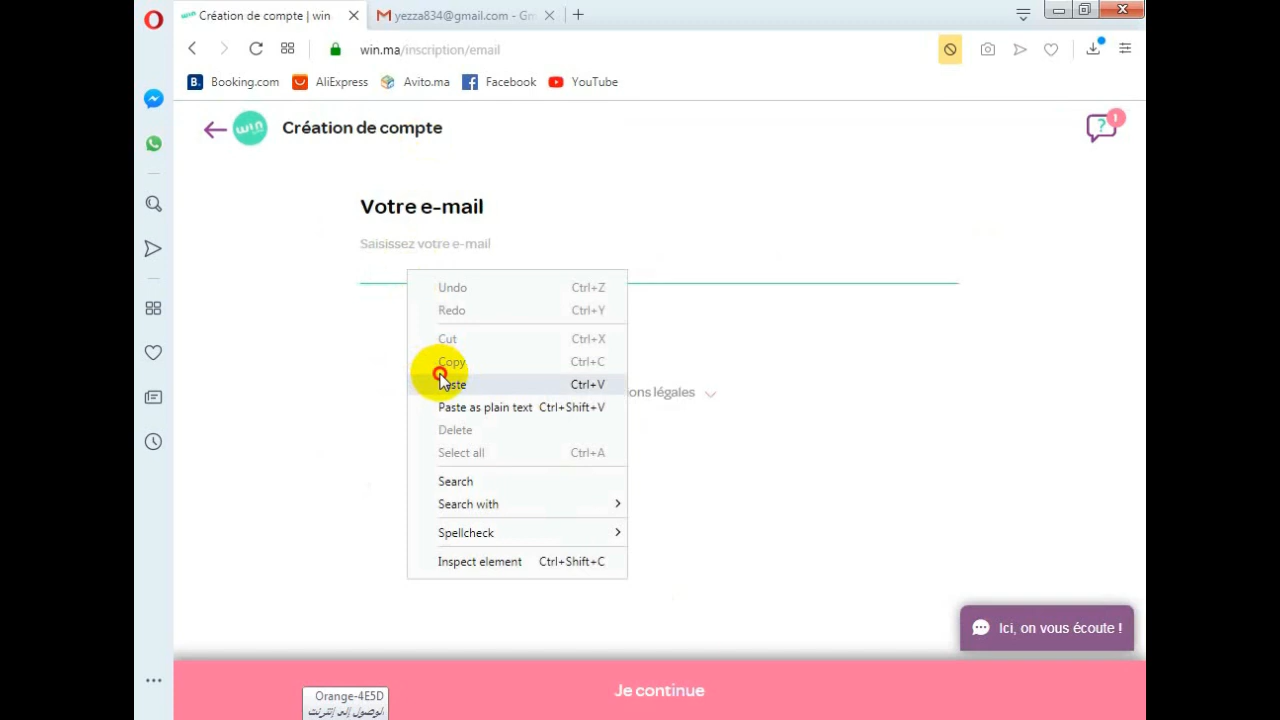 Création de compte | win
yezza834@gmail.com - Gm
win.ma/inscription/email
B. Booking.com AliExpress Avito.ma Facebook YouTube
win
Création de compte
?
1
Votre e-mail
Saisissez votre e-mail
Undo Ctrl+Z
Redo Ctrl+Y
Cut Ctrl+X
Copy Ctrl+C
Paste Ctrl+V
Paste as plain text Ctrl+Shift+V
Delete
Select all Ctrl+A
Search
Search with
Spellcheck
Inspect element Ctrl+Shift+C
ons légales
Ici, on vous écoute !
Je continue
Orange-4E5D
الوصول إلى إنترنت